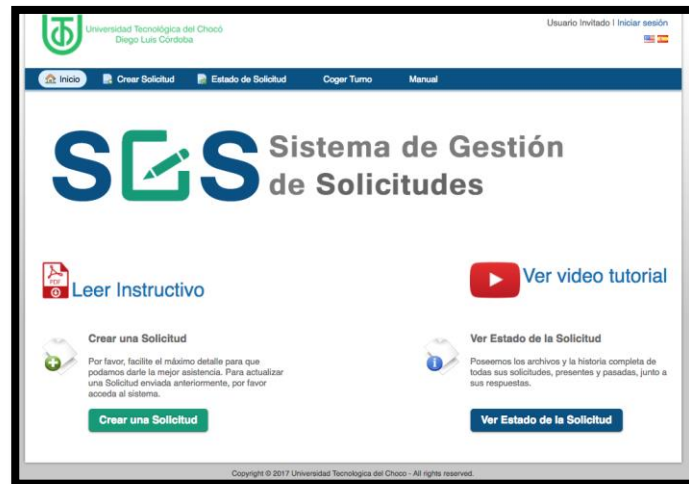 Universidad Tecnológica del Chocó
Diego Luis Córdoba
Usuario Invitado | Iniciar sesión
Inicio Crear Solicitud Estado de Solicitud Coger Turno Manual
SGS Sistema de Gestión
de Solicitudes
PDF
Leer Instructivo
Ver video tutorial
Crear una Solicitud
Por favor, facilite el máximo detalle para que
podamos darle la mejor asistencia. Para actualizar
una Solicitud enviada anteriormente, por favor
acceda al sistema.
Crear una Solicitud
Ver Estado de la Solicitud
Poseemos los archivos y la historia completa de
todas sus solicitudes, presentes y pasadas, junto a
sus respuestas.
Ver Estado de la Solicitud
Copyright © 2017 Universidad Tecnologica del Choco - All rights reserved.